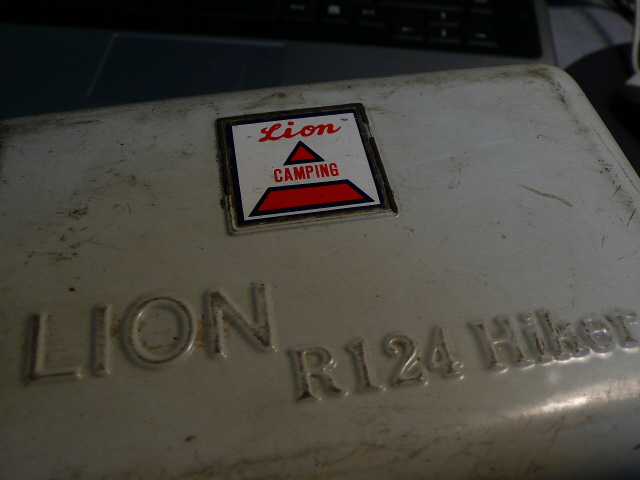 Lion
CAMPING
LION
R124 Hiker